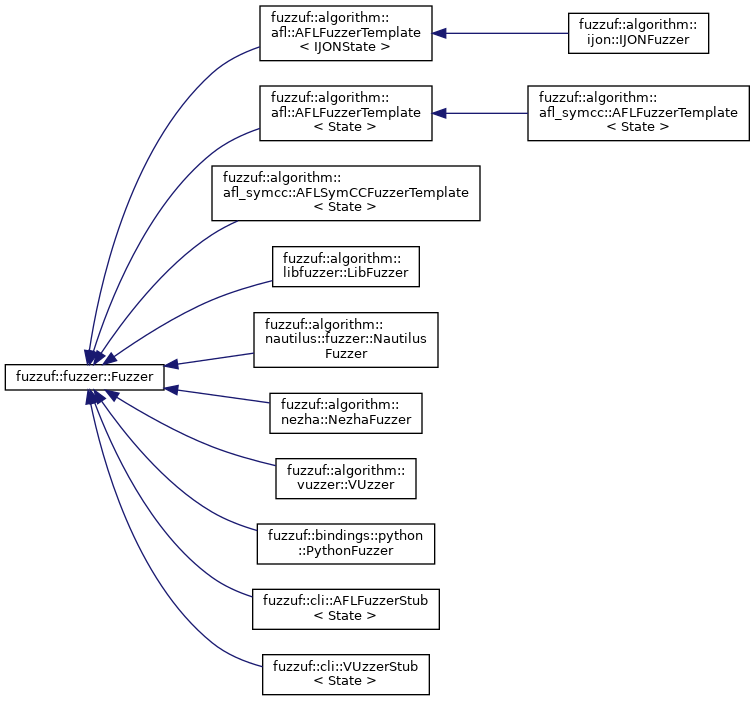 fuzzuf::algorithm::
afl::AFLFuzzerTemplate
< IJONState >
fuzzuf::algorithm::
ijon::IJONFuzzer
fuzzuf::algorithm::
afl::AFLFuzzerTemplate
< State >
fuzzuf::algorithm::
afl_symcc::AFLFuzzerTemplate
< State >
fuzzuf::algorithm::
afl_symcc::AFLSymCCFuzzerTemplate
< State >
fuzzuf::algorithm::
libfuzzer::LibFuzzer
fuzzuf::algorithm::
nautilus::fuzzer::Nautilus
Fuzzer
fuzzuf::fuzzer::Fuzzer
fuzzuf::algorithm::
nezha::NezhaFuzzer
fuzzuf::algorithm::
vuzzer::VUzzer
fuzzuf::bindings::python
::PythonFuzzer
fuzzuf::cli::AFLFuzzerStub
< State >
fuzzuf::cli::VUzzerStub
< State >